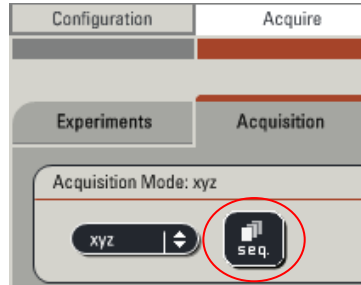 Configuration Acquire
Experiments Acquisition
Acquisition Mode: xyz
xyz
seq.